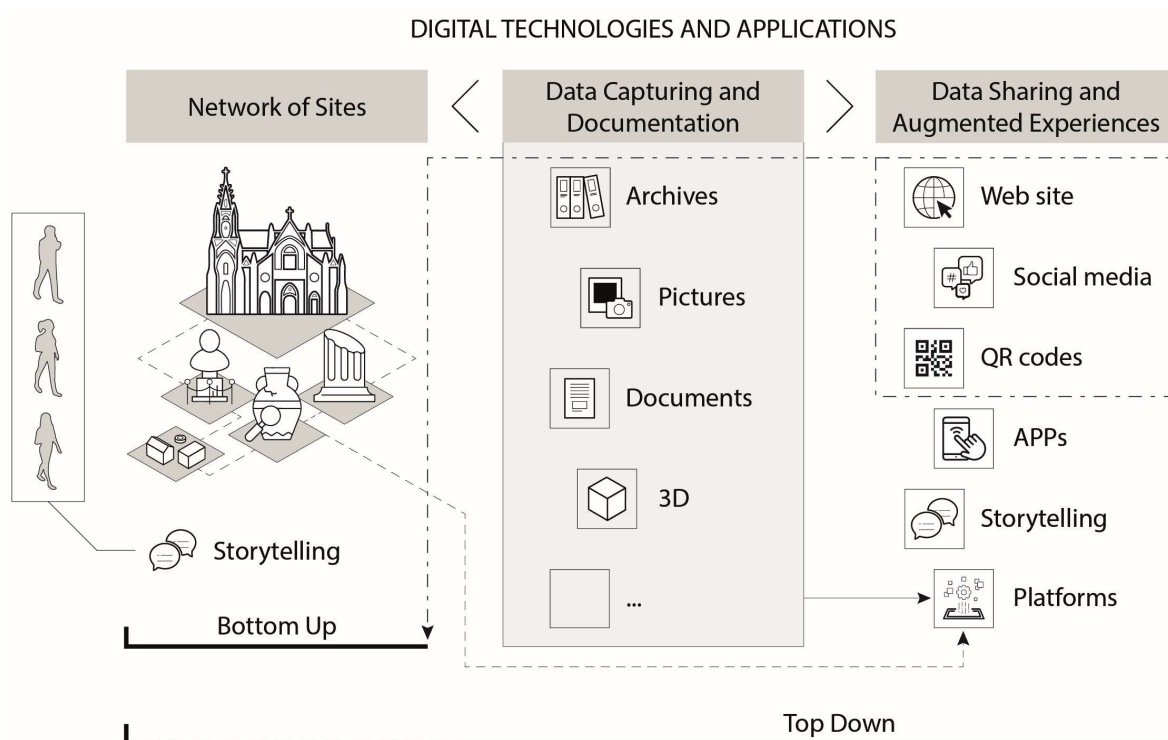 DIGITAL TECHNOLOGIES AND APPLICATIONS
Network of Sites
Data Capturing and
Documentation
Data Sharing and
Augmented Experiences
Archives
Pictures
Documents
3D
...
Web site
Social media
QR codes
APPs
Storytelling
Platforms
Storytelling
Bottom Up
Top Down